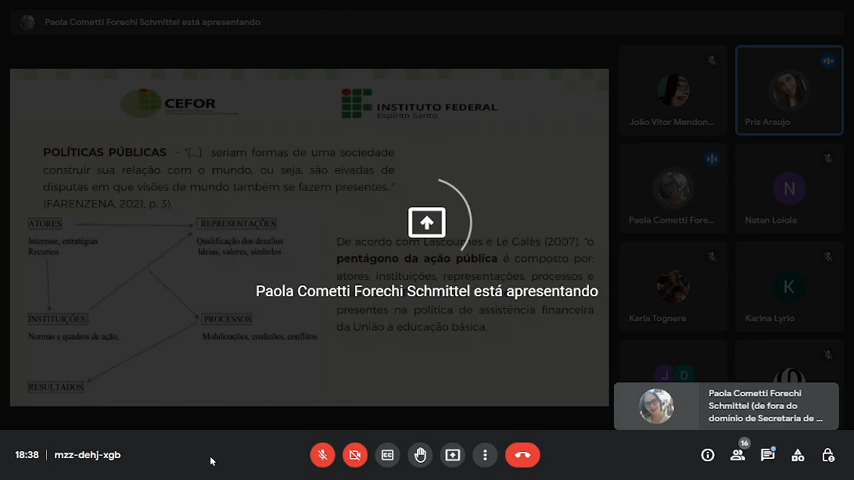 Paola Cometti Forechi Schmittel está apresentando
CEFOR
INSTITUTO FEDERAL
Espírito Santo
POLÍTICAS PÚBLICAS - "[...] seriam formas de uma sociedade
construir sua relação com o mundo, ou seja, são eivadas de
disputas em que visões de mundo também se fazem presentes..."
(FARENZENA, 2021, p. 3).
ATORES
Interesse, estratégias
Recursos
REPRESENTAÇÕES
Qualificação dos desafios
Ideias, valores, símbolos
De acordo com Lascoumes e Le Galès (2007), "o
pentágono da ação pública é composto por:
atores, instituições, representações, processos e
presentes na política de assistência financeira
da União à educação básica.
INSTITUIÇÕES
Normas e quadros de ação,
PROCESSOS
Mobilizações, coalizões, conflitos
RESULTADOS
Paola Cometti Forechi Schmittel está apresentando
João Vitor Mendon...
Pris Araujo
Paola Cometti Fore...
N
Natan Loiola
Karla Tognere
K
Karina Lyrio
J D
Paola Cometti Forechi
Schmittel (de fora do
domínio de Secretaria de ...
18:38 | mzz-dehj-xgb
CC
16